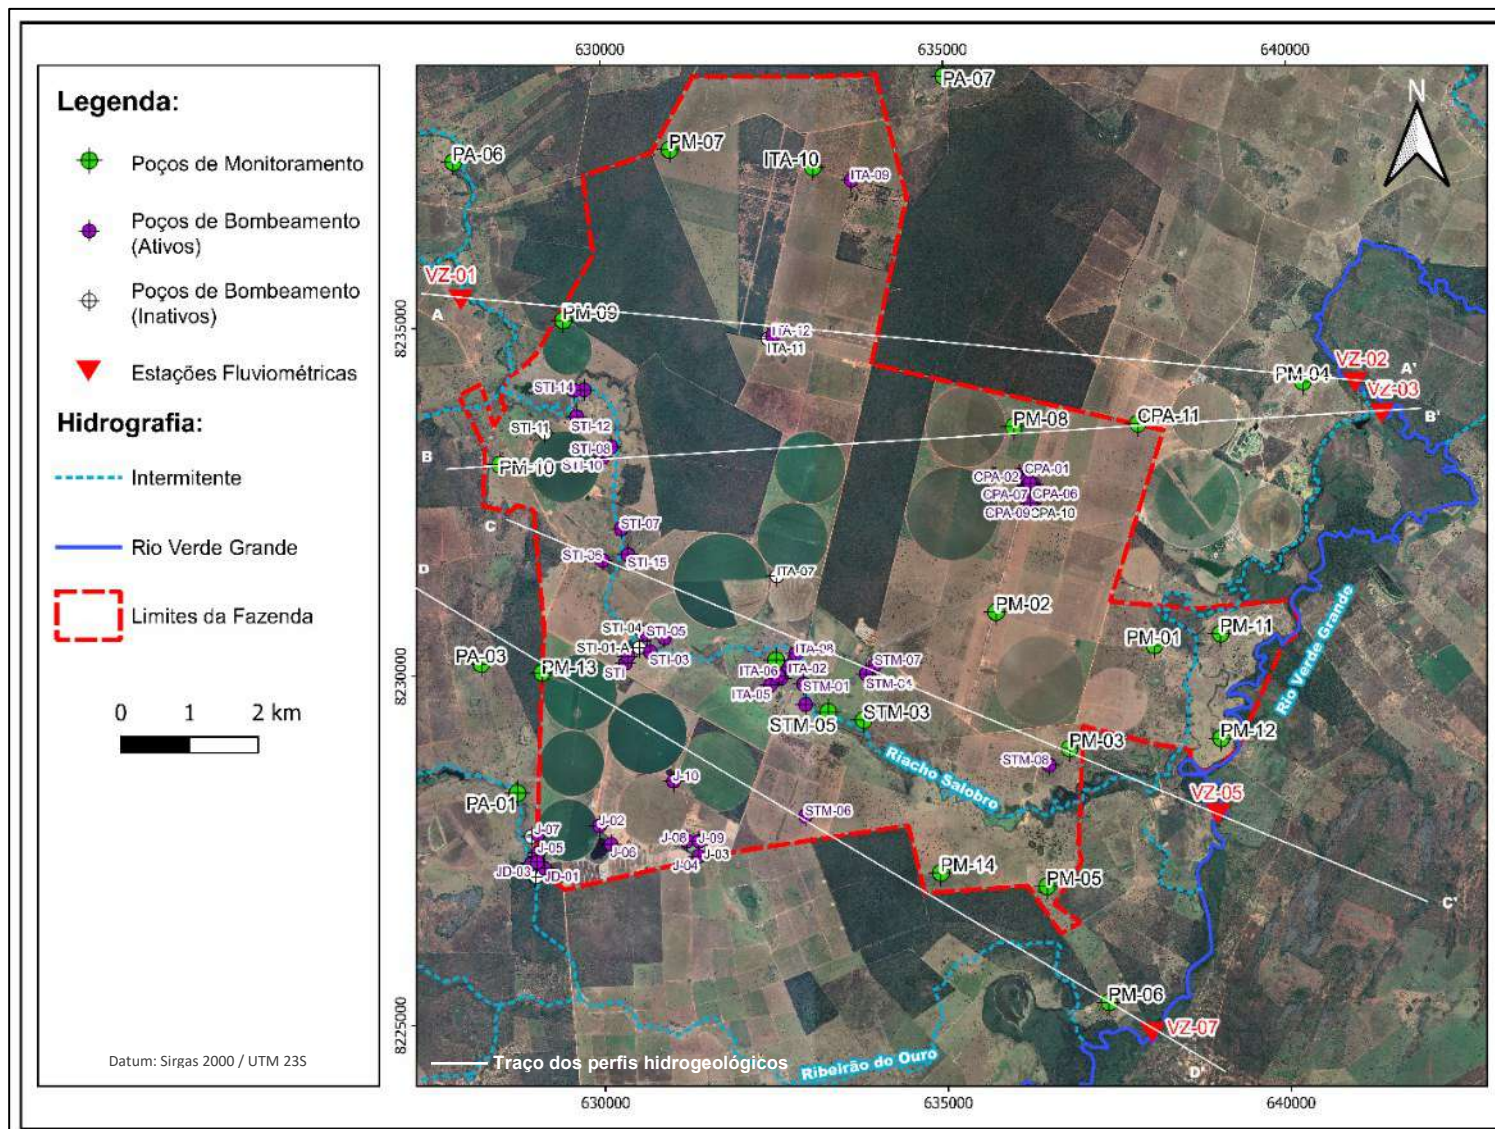 630000
635000
640000
Legenda:
Poços de Monitoramento
Poços de Bombeamento
(Ativos)
Poços de Bombeamento
(Inativos)
Estações Fluviométricas
Hidrografia:
Intermitente
Rio Verde Grande
Limites da Fazenda
0 1 2 km
Datum: Sirgas 2000 / UTM 23S
N
PA-07
PM-07
PA-06
ITA-10
ITA-09
VZ-01
A
PM-09
8235000
ITA-12
ITA-11
VZ-02
A'
PM-04
VZ-03
B'
STI-14
STI-12
STI-11
STI-08
PM-08
CPA-11
B
PM-10
STI-10
CPA-01
CPA-02
CPA-07
CPA-06
CPA-09
CPA-10
C
STI-07
STI-15
D
ITA-07
PM-02
Rio Verde Grande
PM-11
PM-01
STI-04
STI-05
STI-01-A
STI-03
STI
PA-03
PM-13
8230000
ITA-08
ITA-06
ITA-02
ITA-05
STM-01
STM-07
STM-04
STM-05
STM-03
PM-03
PM-12
STM-08
Riacho Salobro
J-10
PA-01
VZ-05
STM-06
J-07
J-02
J-05
J-06
J-08
J-09
J-03
J-04
JD-03
JD-01
PM-14
PM-05
C'
PM-06
8225000
VZ-07
Ribeirão do Ouro
Traço dos perfis hidrogeológicos
D'
630000
635000
640000